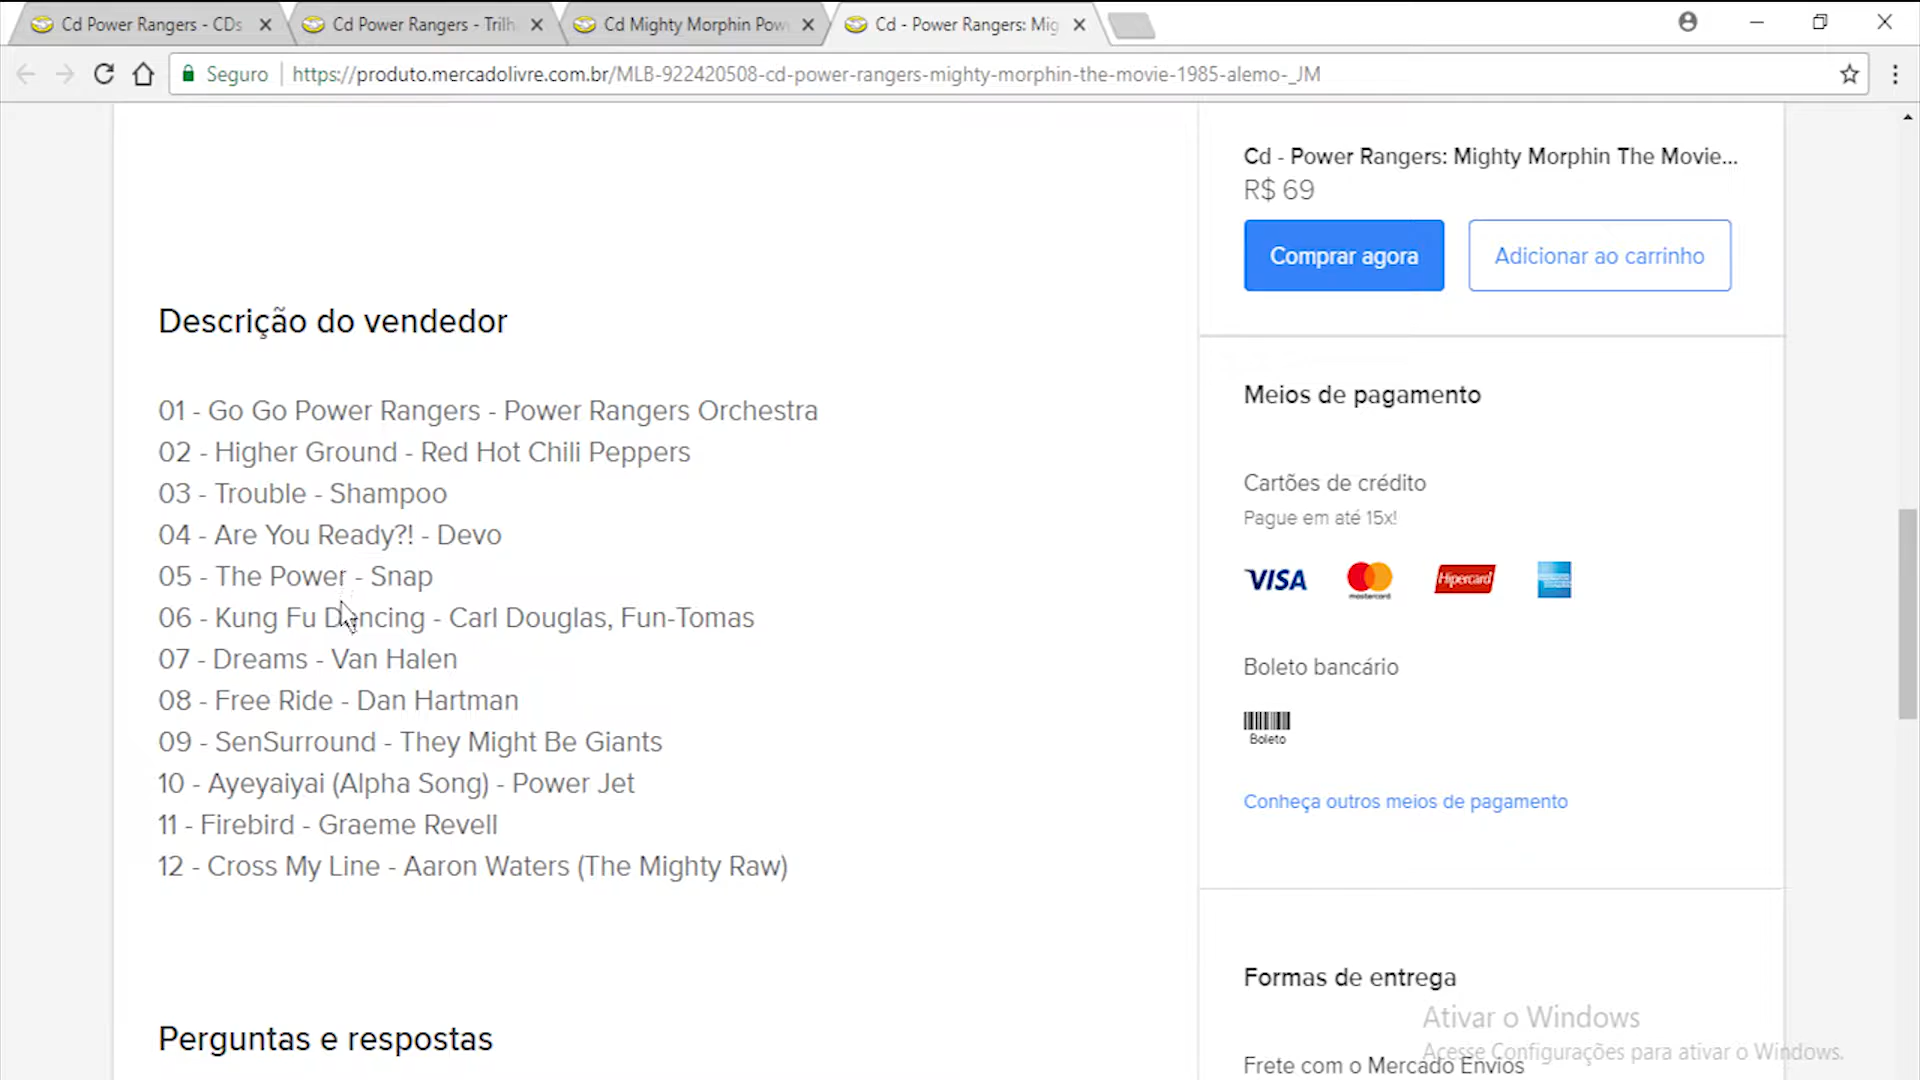 Cd Power Rangers - CDs
Cd Power Rangers - Trilh
Cd Mighty Morphin Pow
Cd - Power Rangers: Mig
Seguro
https://produto.mercadolivre.com.br/MLB-922420508-cd-power-rangers-mighty-morphin-the-movie-1985-alemo-_JM
Cd - Power Rangers: Mighty Morphin The Movie...
R$ 69
Comprar agora
Adicionar ao carrinho
Descrição do vendedor
01 - Go Go Power Rangers - Power Rangers Orchestra
02 - Higher Ground - Red Hot Chili Peppers
03 - Trouble - Shampoo
04 - Are You Ready?! - Devo
05 - The Power - Snap
06 - Kung Fu Dancing - Carl Douglas, Fun-Tomas
07 - Dreams - Van Halen
08 - Free Ride - Dan Hartman
09 - SenSurround - They Might Be Giants
10 - Ayeyaiyai (Alpha Song) - Power Jet
11 - Firebird - Graeme Revell
12 - Cross My Line - Aaron Waters (The Mighty Raw)
Perguntas e respostas
Meios de pagamento
Cartões de crédito
Pague em até 15x!
VISA
mastercard
Hipercard
Boleto bancário
Boleto
Conheça outros meios de pagamento
Formas de entrega
Ativar o Windows
Acesse Configurações para ativar o Windows.
Frete com o Mercado Envios